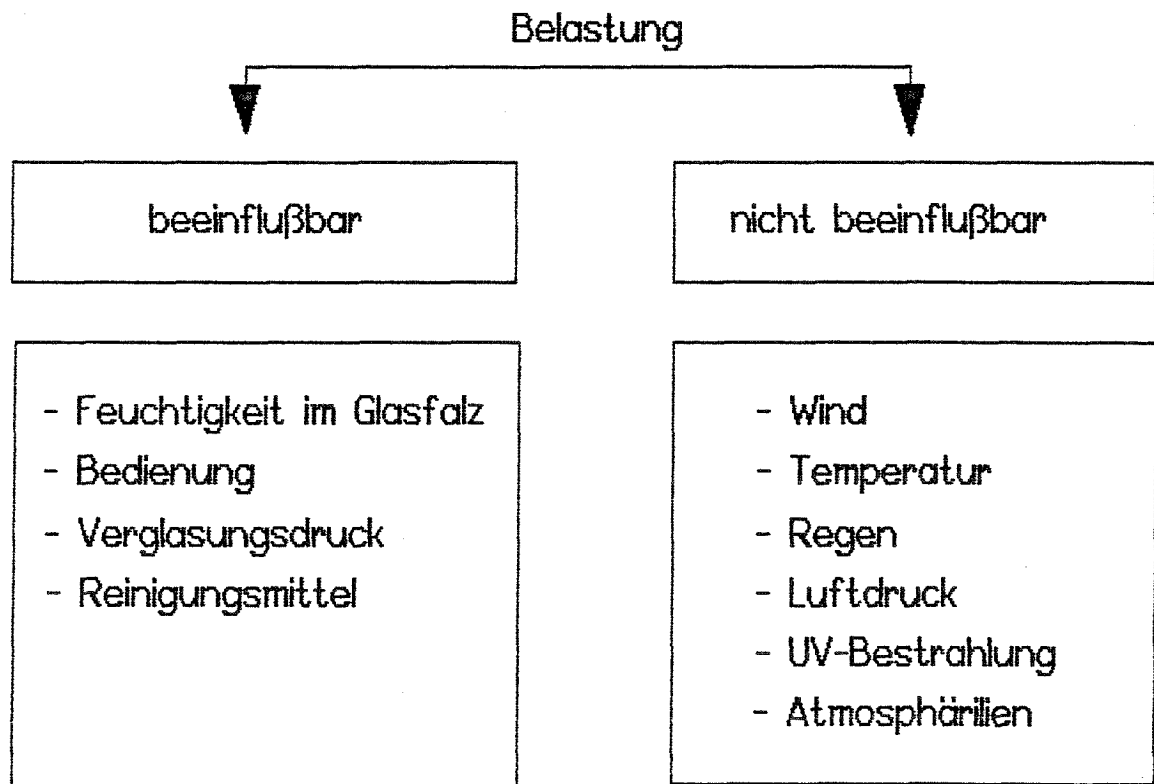 Belastung
beeinflußbar
nicht beeinflußbar
- Feuchtigkeit im Glasfalz
- Bedienung
- Verglasungsdruck
- Reinigungsmittel
- Wind
- Temperatur
- Regen
- Luftdruck
- UV-Bestrahlung
- Atmosphärilien